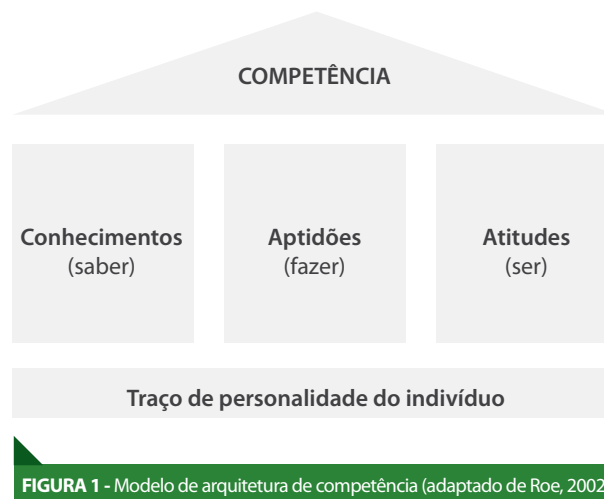 COMPETÊNCIA
Conhecimentos
(saber)
Aptidões
(fazer)
Atitudes
(ser)
Traço de personalidade do indivíduo
FIGURA 1 - Modelo de arquitetura de competência (adaptado de Roe, 2002